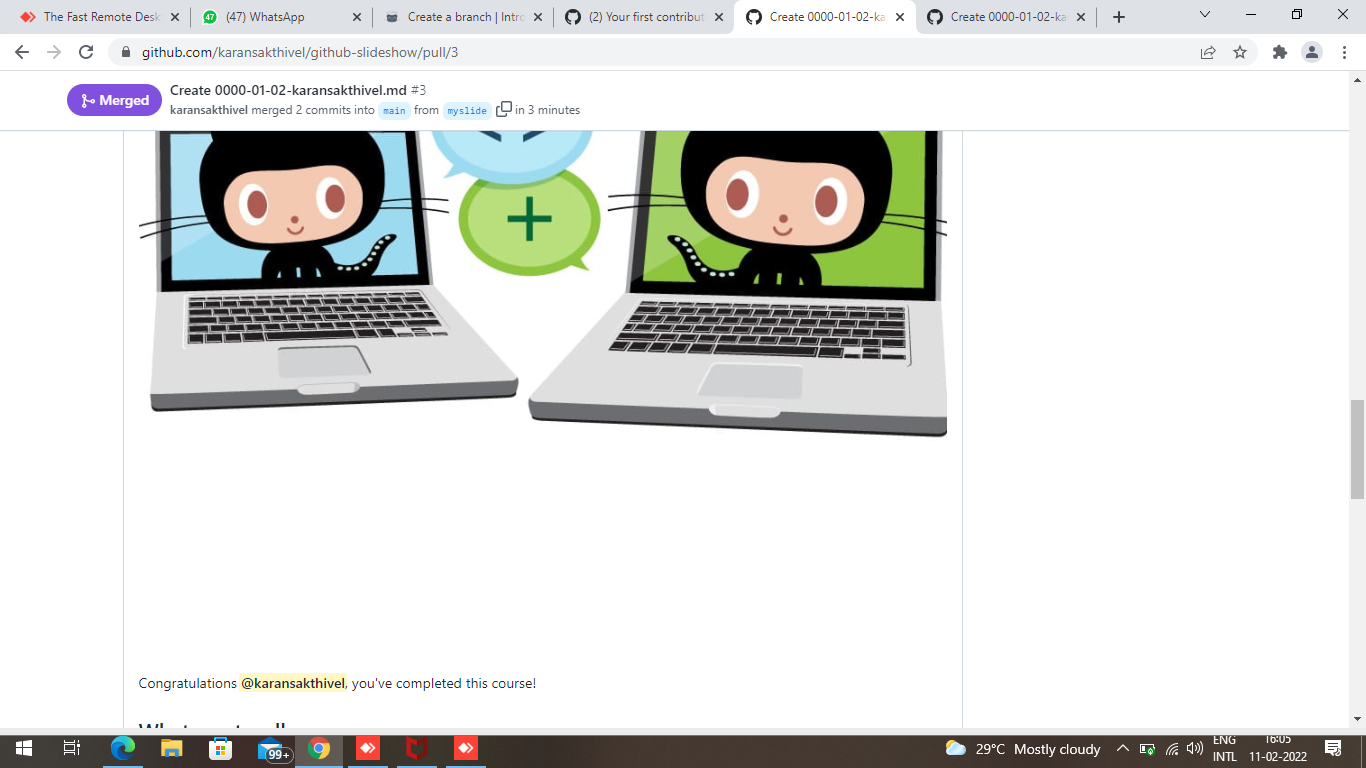 The Fast Remote Desk
47
(47) WhatsApp
Create a branch | Intro
(2) Your first contribut
Create 0000-01-02-ka
Create 0000-01-02-ka
github.com/karansakthivel/github-slideshow/pull/3
Merged
Create 0000-01-02-karansakthivel.md #3
karansakthivel merged 2 commits into main from myslide in 3 minutes
Congratulations @karansakthivel, you've completed this course!
99+
29°C Mostly cloudy
ENG
INTL
16:05
11-02-2022